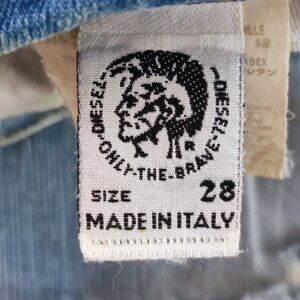 DIESEL·ONLY·THE·BRAVE·DIESEL
®
SIZE 28
MADE IN ITALY